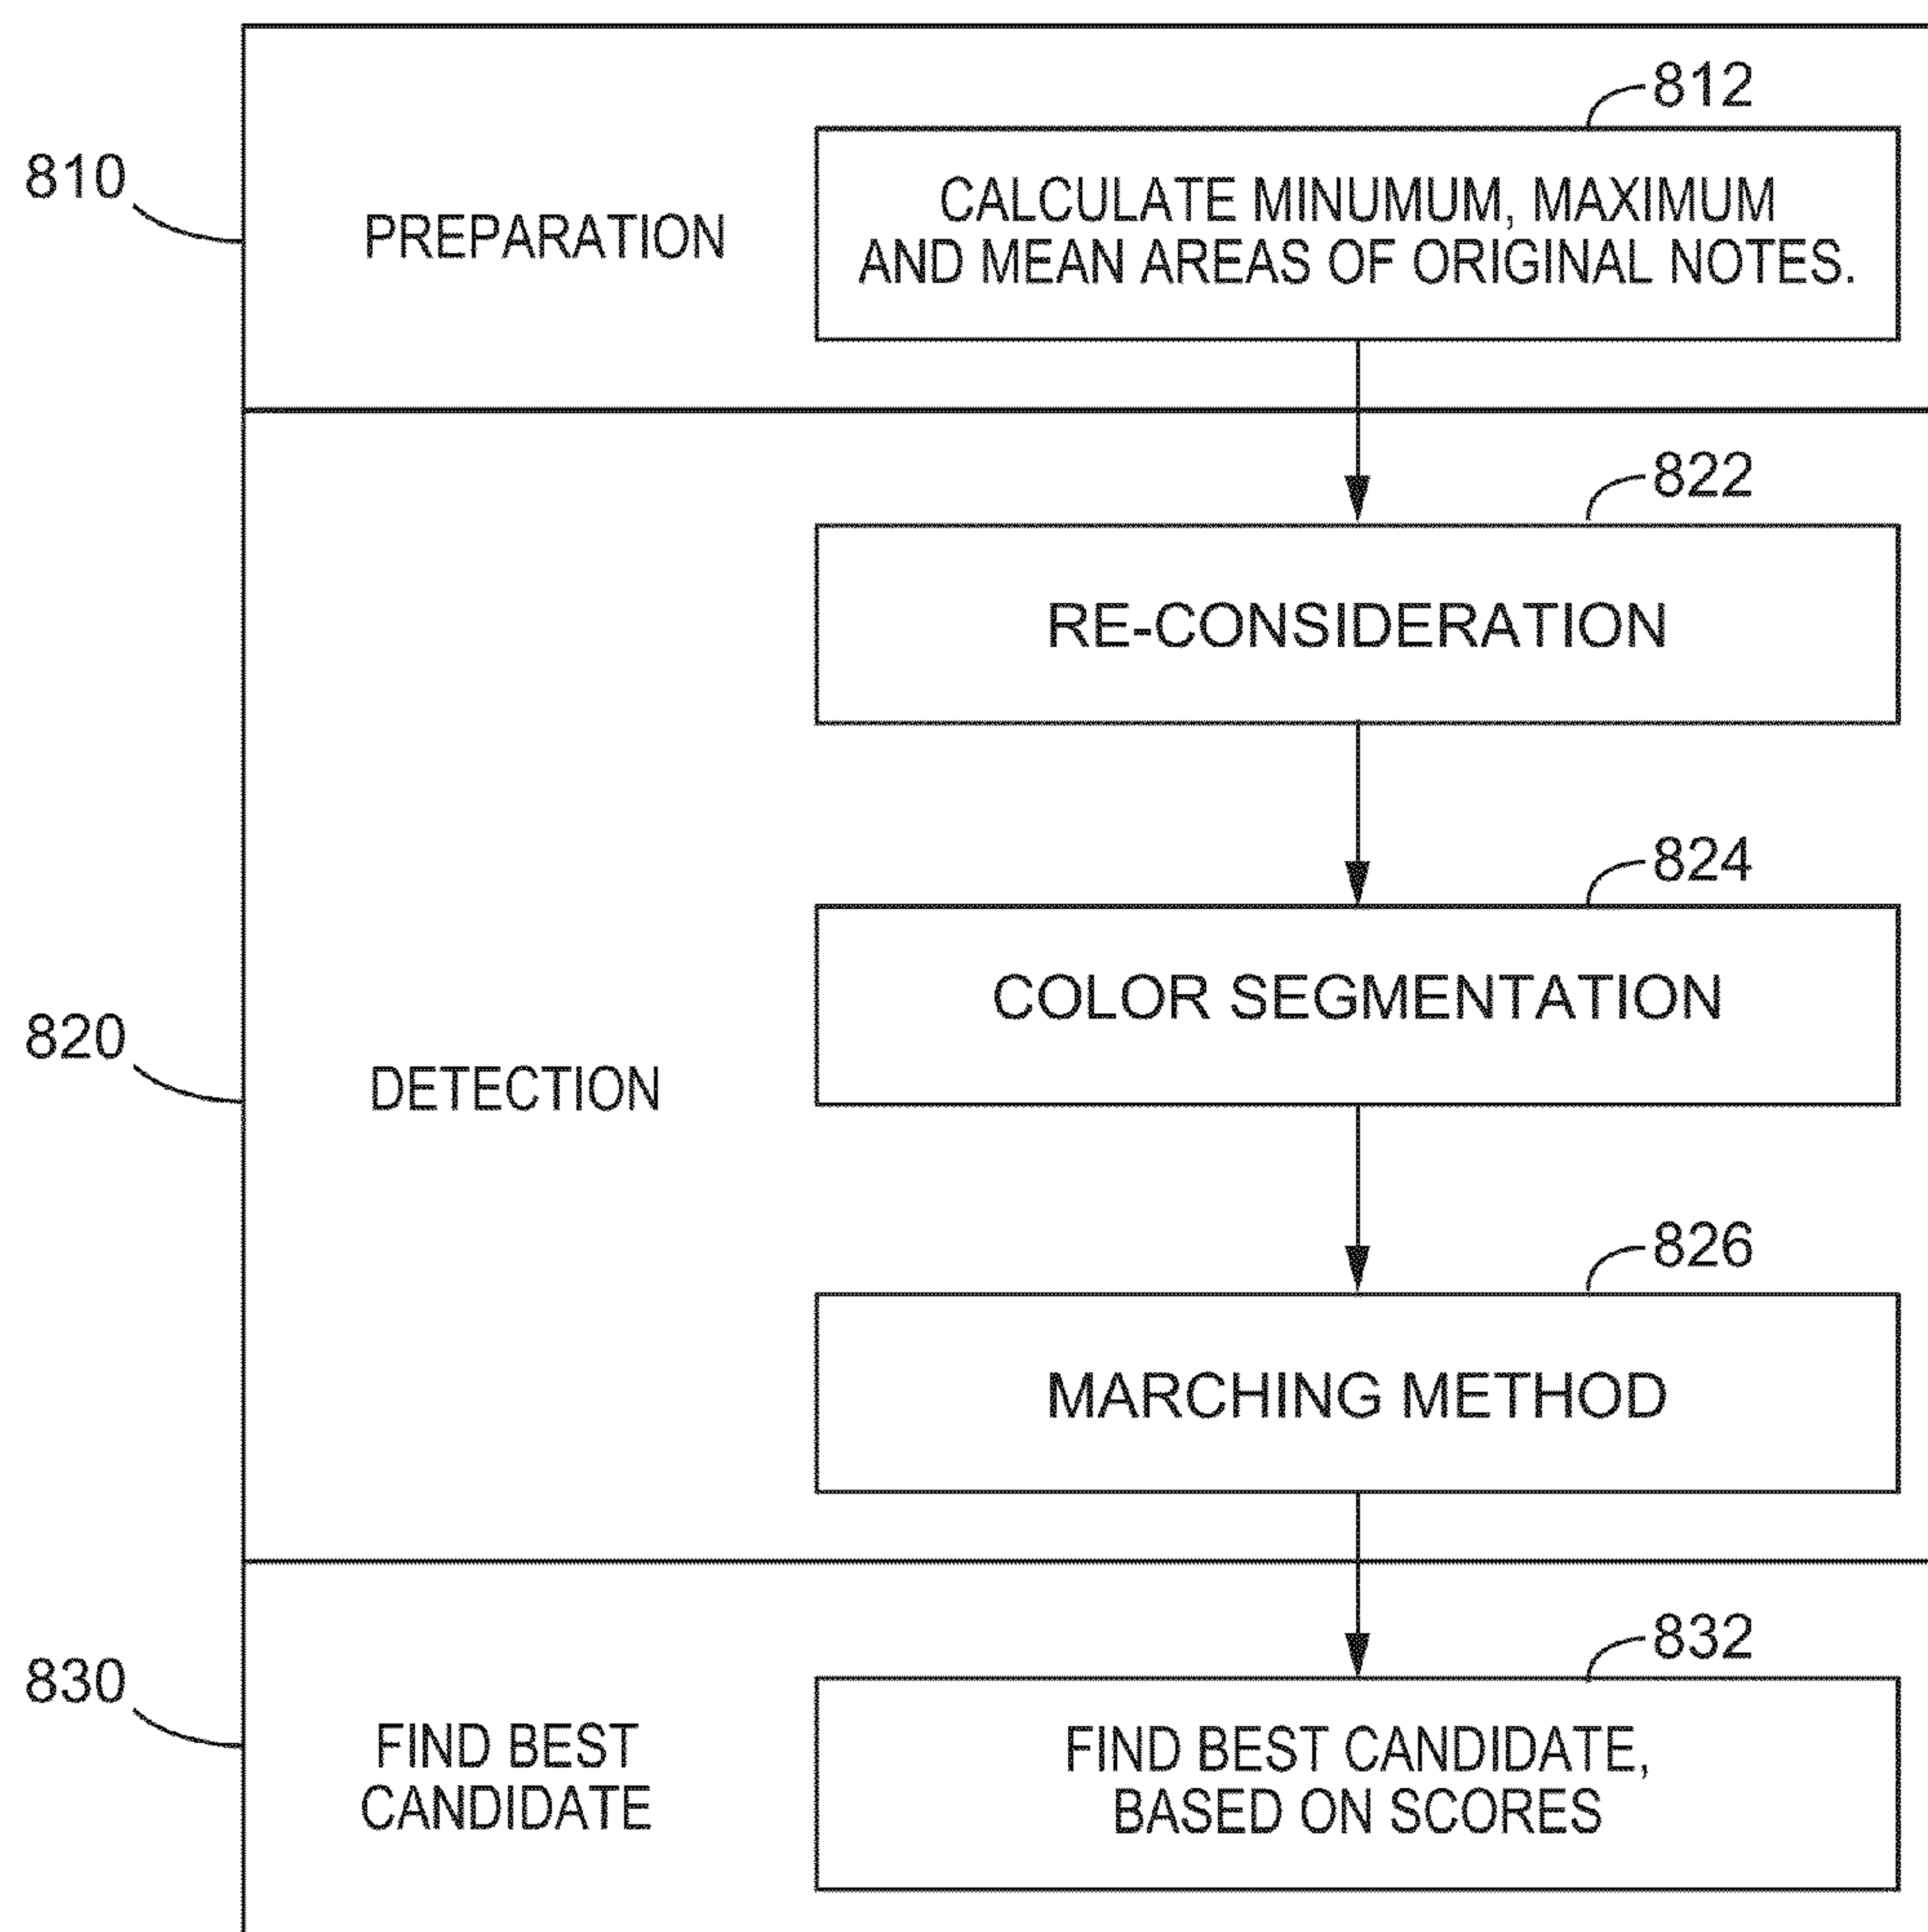 812
810
PREPARATION
CALCULATE MINUMUM, MAXIMUM
AND MEAN AREAS OF ORIGINAL NOTES.
822
RE-CONSIDERATION
824
COLOR SEGMENTATION
820
DETECTION
826
MARCHING METHOD
832
830
FIND BEST
CANDIDATE
FIND BEST CANDIDATE,
BASED ON SCORES